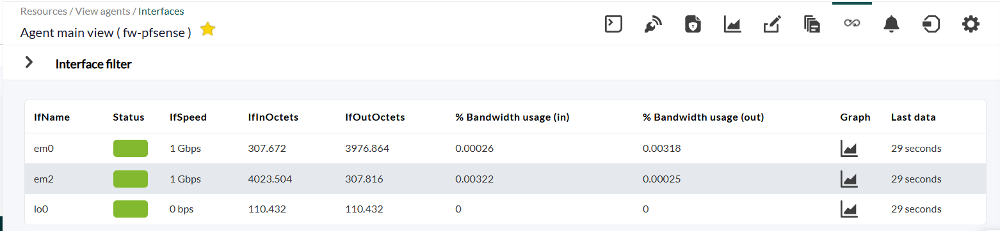 Resources / View agents / Interfaces
Agent main view ( fw-pfsense )
Interface filter
IfName Status IfSpeed IfInOctets IfOutOctets % Bandwidth usage (in) % Bandwidth usage (out) Graph Last data
em0 1 Gbps 307.672 3976.864 0.00026 0.00318 29 seconds
em2 1 Gbps 4023.504 307.816 0.00322 0.00025 29 seconds
lo0 0 bps 110.432 110.432 0 0 29 seconds